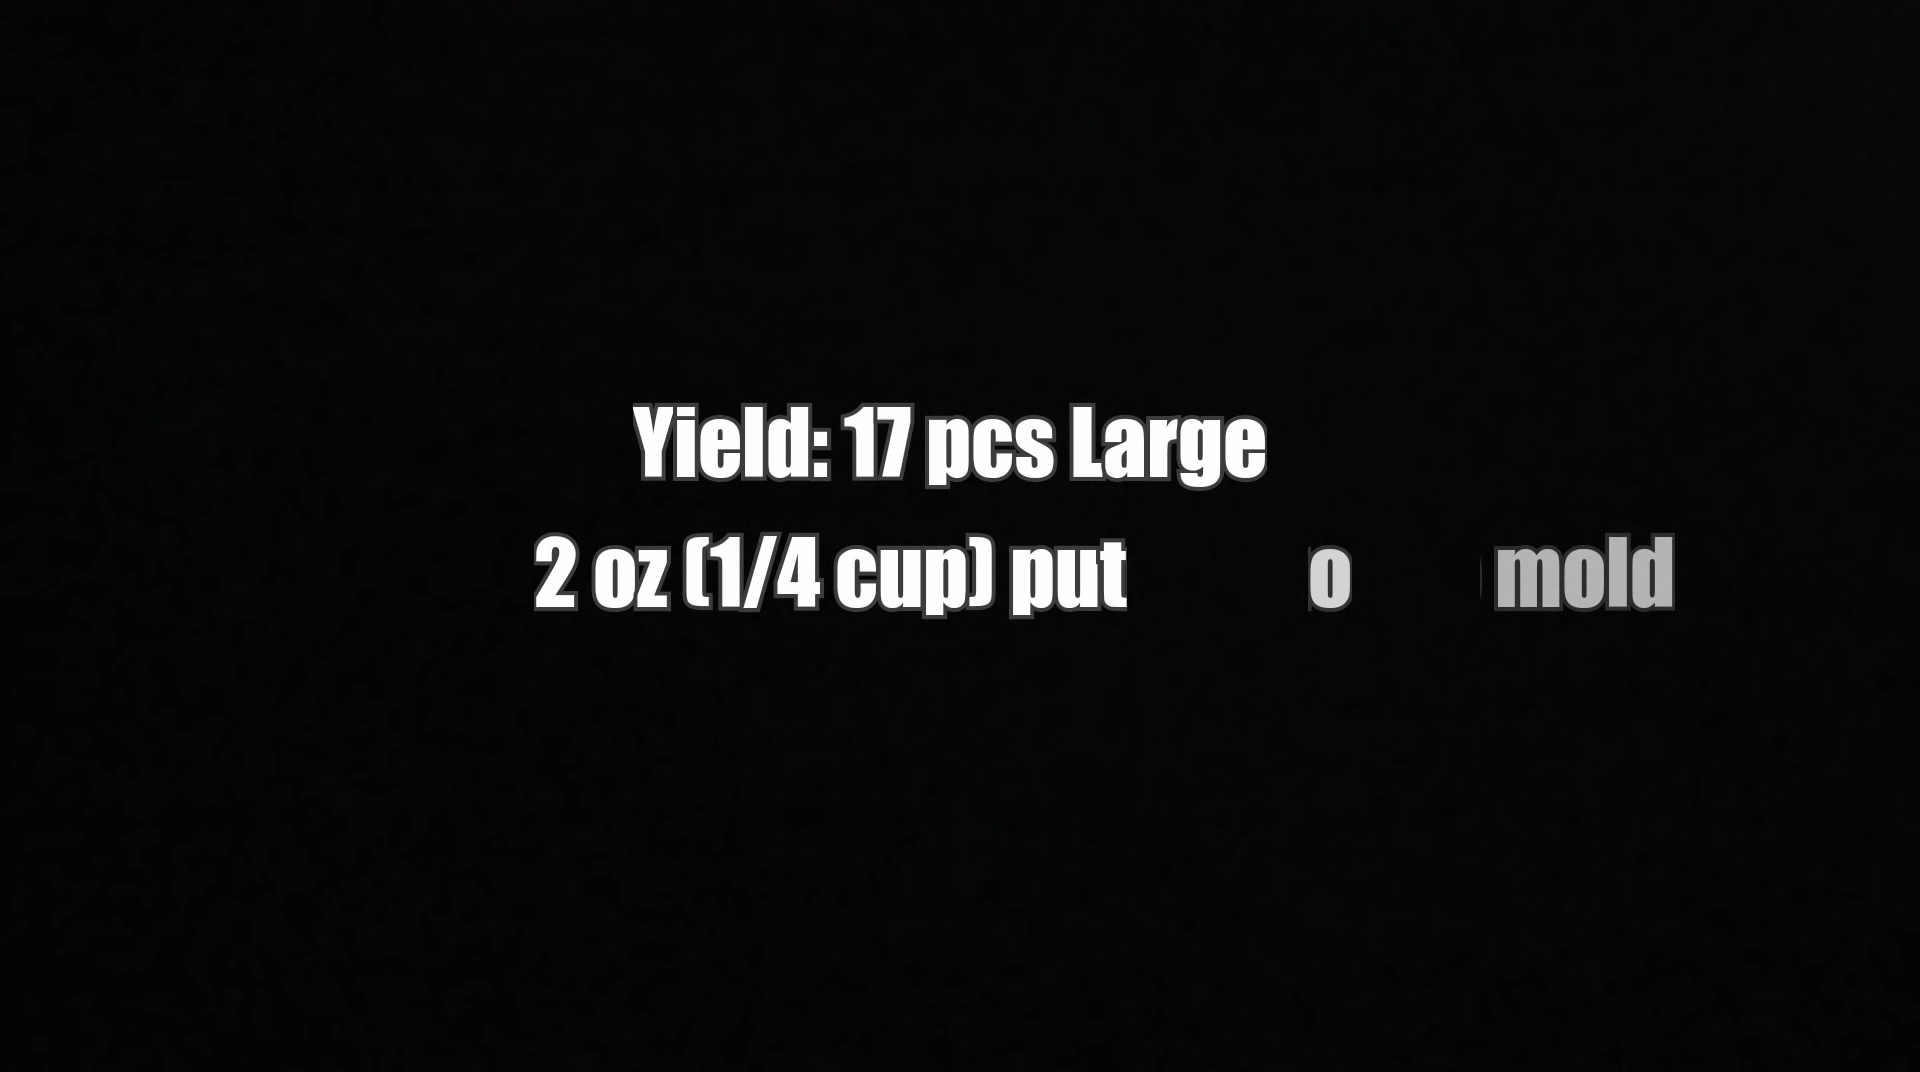 Yield: 17 pcs Large
2 oz (1/4 cup) put o mold